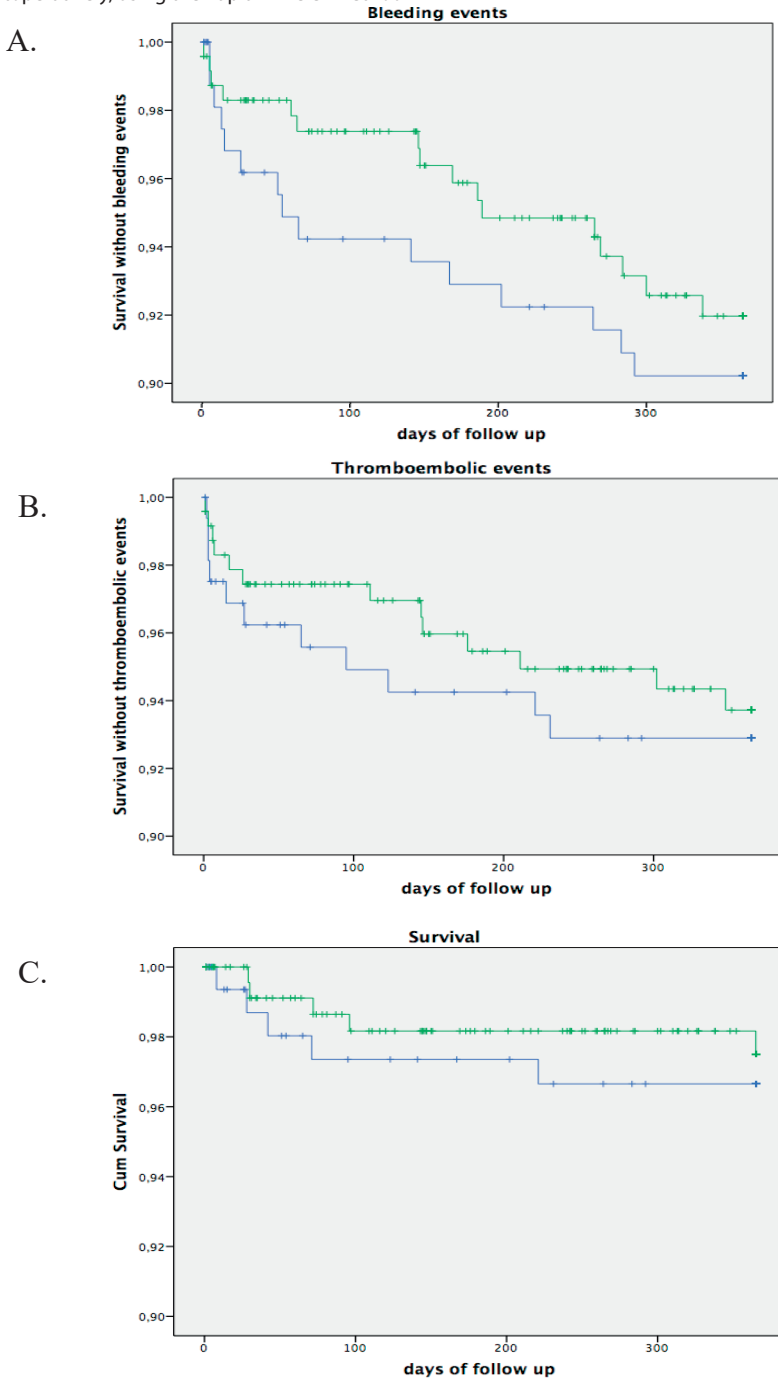 Bleeding events
A.
1,00
0,98
0,96
0,94
0,92
0,90
Survival without bleeding events
0 100 200 300
days of follow up
Thromboembolic events
B.
1,00
0,98
0,96
0,94
0,92
0,90
Survival without thromboembolic events
0 100 200 300
days of follow up
Survival
C.
1,00
0,98
0,96
0,94
0,92
0,90
Cum Survival
0 100 200 300
days of follow up